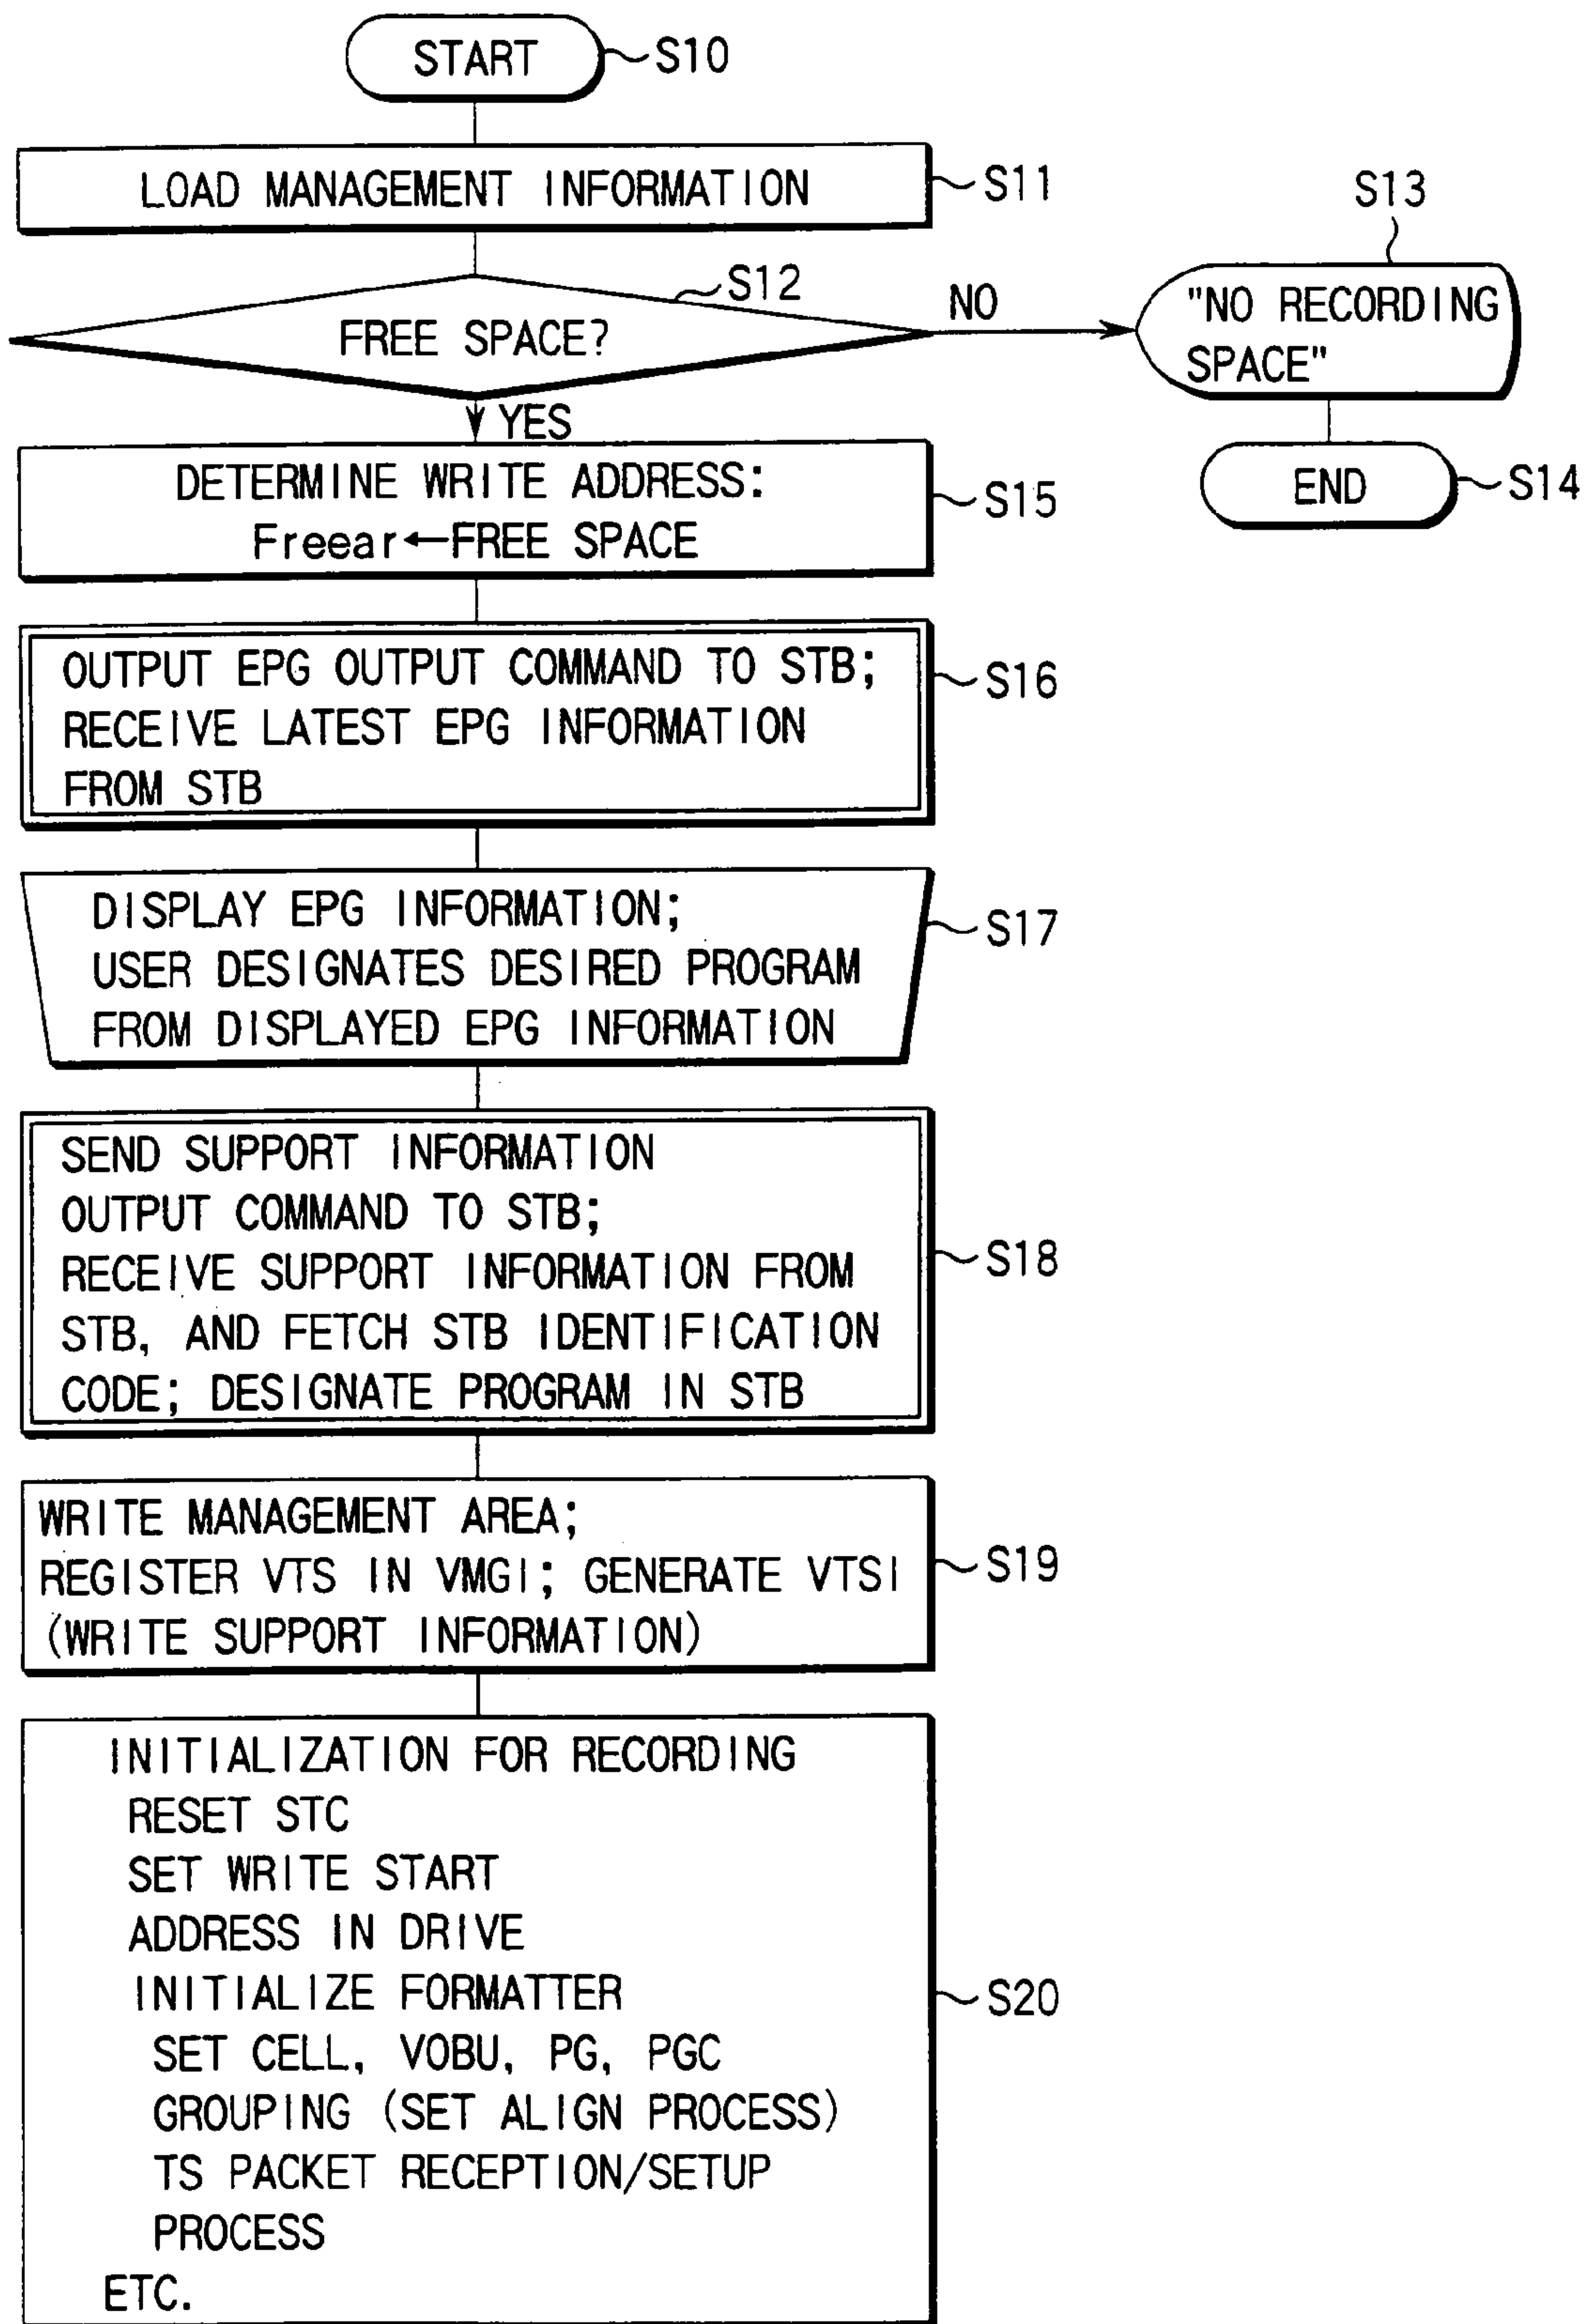 START
S10
LOAD MANAGEMENT INFORMATION
S11
S12
FREE SPACE?
NO
S13
"NO RECORDING
SPACE"
END
S14
YES
DETERMINE WRITE ADDRESS:
Freear←FREE SPACE
S15
OUTPUT EPG OUTPUT COMMAND TO STB;
RECEIVE LATEST EPG INFORMATION
FROM STB
S16
DISPLAY EPG INFORMATION;
USER DESIGNATES DESIRED PROGRAM
FROM DISPLAYED EPG INFORMATION
S17
SEND SUPPORT INFORMATION
OUTPUT COMMAND TO STB;
RECEIVE SUPPORT INFORMATION FROM
STB, AND FETCH STB IDENTIFICATION
CODE; DESIGNATE PROGRAM IN STB
S18
WRITE MANAGEMENT AREA;
REGISTER VTS IN VMGI; GENERATE VTSI
(WRITE SUPPORT INFORMATION)
S19
INITIALIZATION FOR RECORDING
RESET STC
SET WRITE START
ADDRESS IN DRIVE
INITIALIZE FORMATTER
SET CELL, VOBU, PG, PGC
GROUPING (SET ALIGN PROCESS)
TS PACKET RECEPTION/SETUP
PROCESS
ETC.
S20